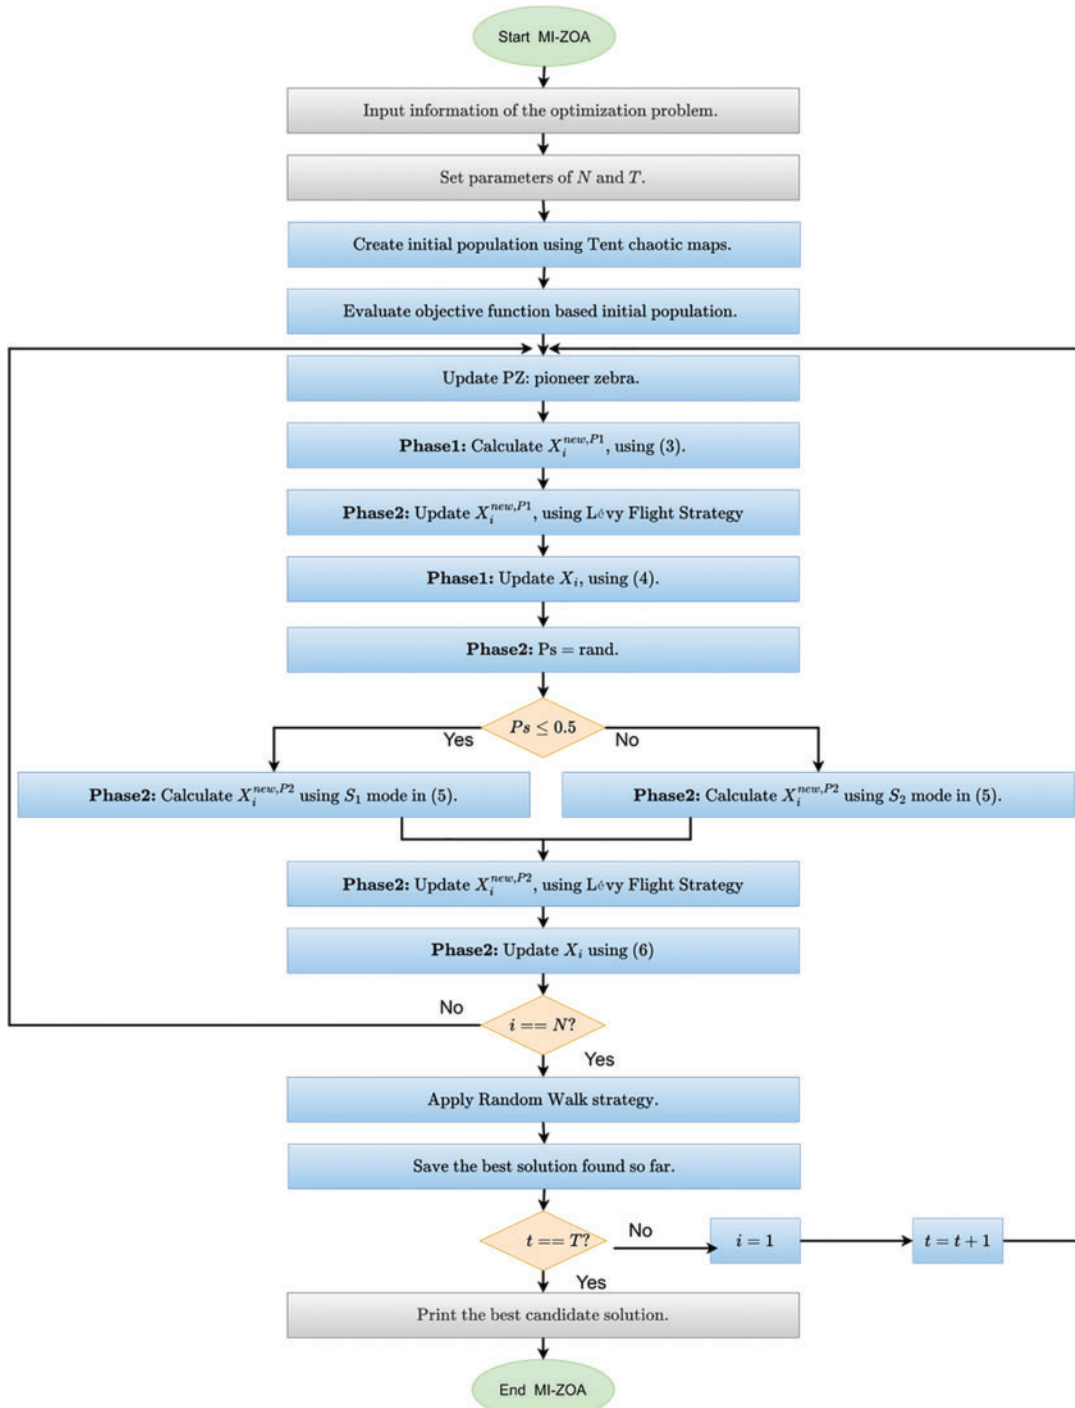 Start MI-ZOA
Input information of the optimization problem.
Set parameters of N and T.
Create initial population using Tent chaotic maps.
Evaluate objective function based initial population.
Update PZ: pioneer zebra.
Phase1: Calculate X_i^{new,P1}, using (3).
Phase2: Update X_i^{new,P1}, using Lévy Flight Strategy
Phase1: Update X_i, using (4).
Phase2: Ps = rand.
Ps ≤ 0.5
Yes
No
Phase2: Calculate X_i^{new,P2} using S_1 mode in (5).
Phase2: Calculate X_i^{new,P2} using S_2 mode in (5).
Phase2: Update X_i^{new,P2}, using Lévy Flight Strategy
Phase2: Update X_i using (6)
No
i == N?
Yes
Apply Random Walk strategy.
Save the best solution found so far.
t == T?
No
i = 1
t = t + 1
Yes
Print the best candidate solution.
End MI-ZOA